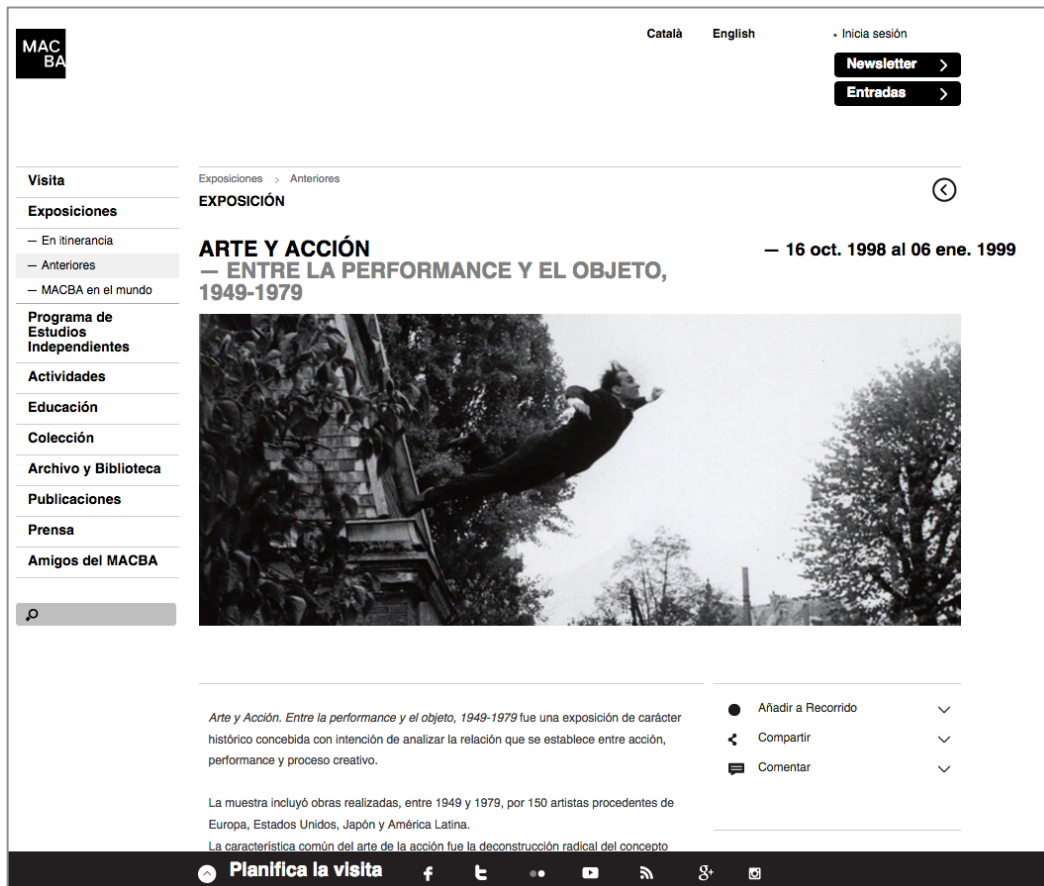 MAC
BA
Català English • Inicia sesión
Newsletter
Entradas
Visita
Exposiciones
— En itinerancia
— Anteriores
— MACBA en el mundo
Programa de
Estudios
Independientes
Actividades
Educación
Colección
Archivo y Biblioteca
Publicaciones
Prensa
Amigos del MACBA
Exposiciones > Anteriores
EXPOSICIÓN
ARTE Y ACCIÓN
— ENTRE LA PERFORMANCE Y EL OBJETO,
1949-1979
— 16 oct. 1998 al 06 ene. 1999
Arte y Acción. Entre la performance y el objeto, 1949-1979 fue una exposición de carácter
histórico concebida con intención de analizar la relación que se establece entre acción,
performance y proceso creativo.
La muestra incluyó obras realizadas, entre 1949 y 1979, por 150 artistas procedentes de
Europa, Estados Unidos, Japón y América Latina.
La característica común del arte de la acción fue la deconstrucción radical del concepto
Añadir a Recorrido
Compartir
Comentar
Planifica la visita